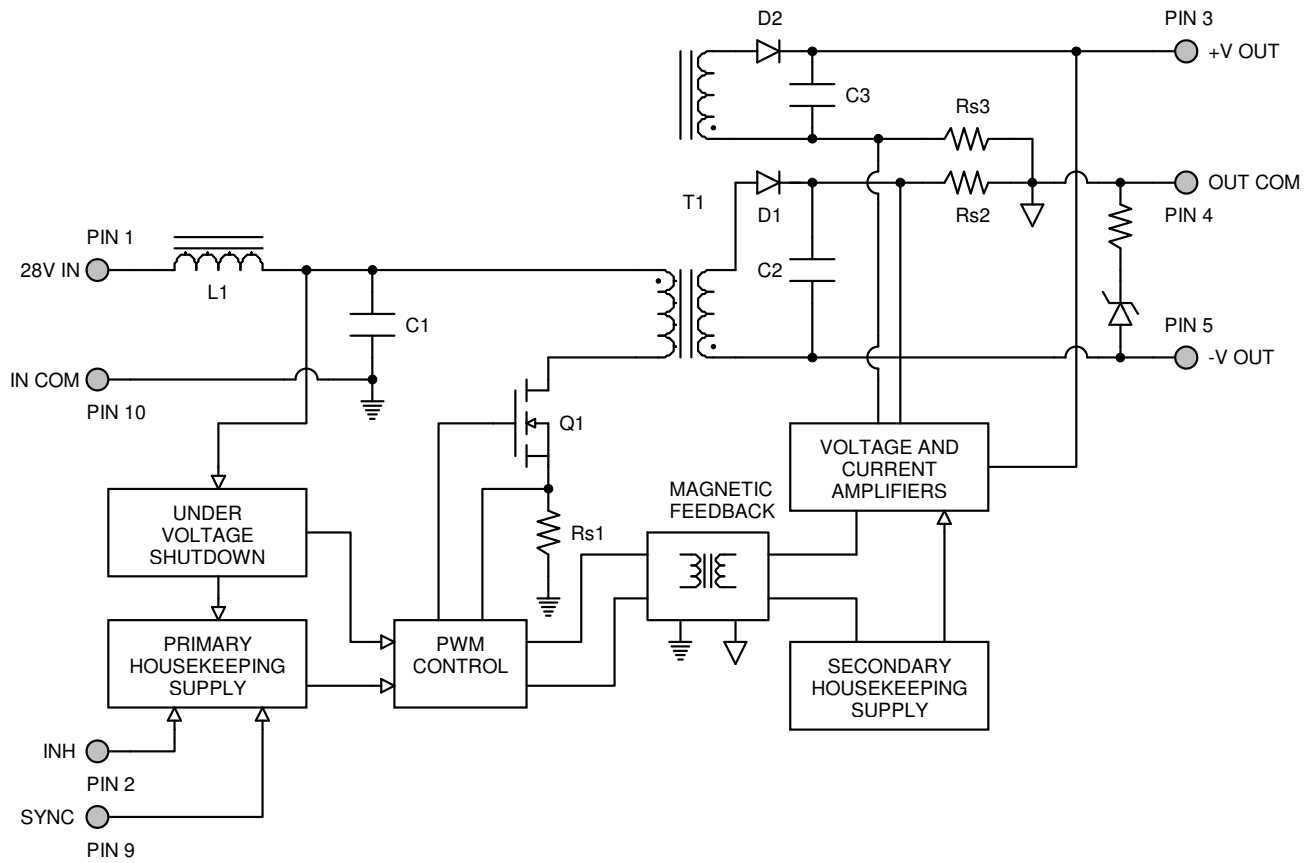 D2
PIN 3
+V OUT
C3
Rs3
T1
D1
Rs2
OUT COM
PIN 4
PIN 1
28V IN
L1
C2
C1
PIN 5
-V OUT
IN COM
PIN 10
Q1
VOLTAGE AND
CURRENT
AMPLIFIERS
MAGNETIC
FEEDBACK
UNDER
VOLTAGE
SHUTDOWN
Rs1
PRIMARY
HOUSEKEEPING
SUPPLY
PWM
CONTROL
SECONDARY
HOUSEKEEPING
SUPPLY
INH
PIN 2
SYNC
PIN 9